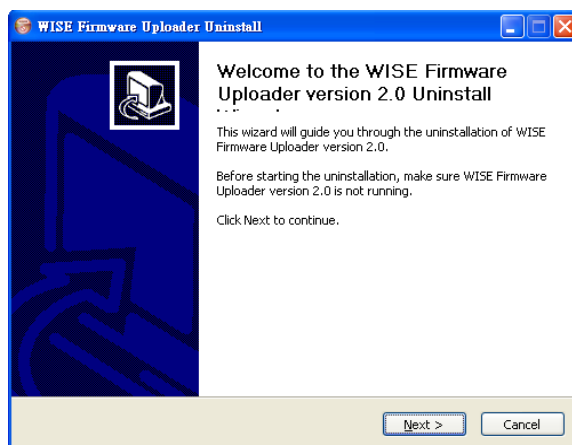 WISE Firmware Uploader Uninstall
Welcome to the WISE Firmware
Uploader version 2.0 Uninstall
This wizard will guide you through the uninstallation of WISE
Firmware Uploader version 2.0.
Before starting the uninstallation, make sure WISE Firmware
Uploader version 2.0 is not running.
Click Next to continue.
Next >
Cancel